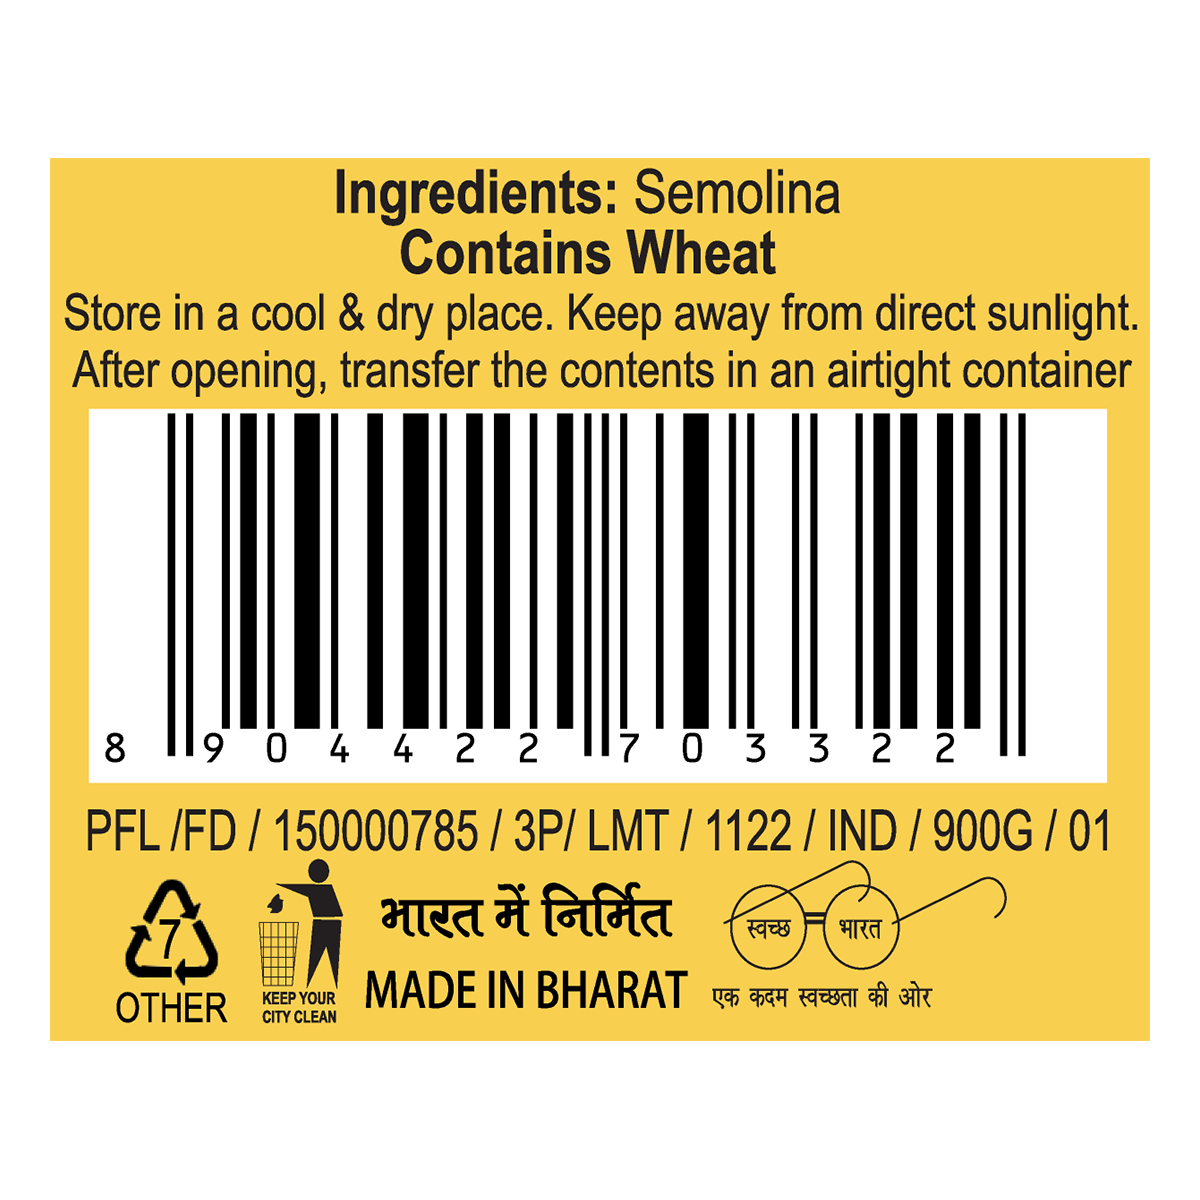 Ingredients: Semolina
Contains Wheat
Store in a cool & dry place. Keep away from direct sunlight.
After opening, transfer the contents in an airtight container
8 904422 703322
PFL /FD / 150000785 / 3P/ LMT / 1122 / IND / 900G / 01
7
OTHER
KEEP YOUR
CITY CLEAN
भारत में निर्मित
MADE IN BHARAT
स्वच्छ भारत
एक कदम स्वच्छता की ओर